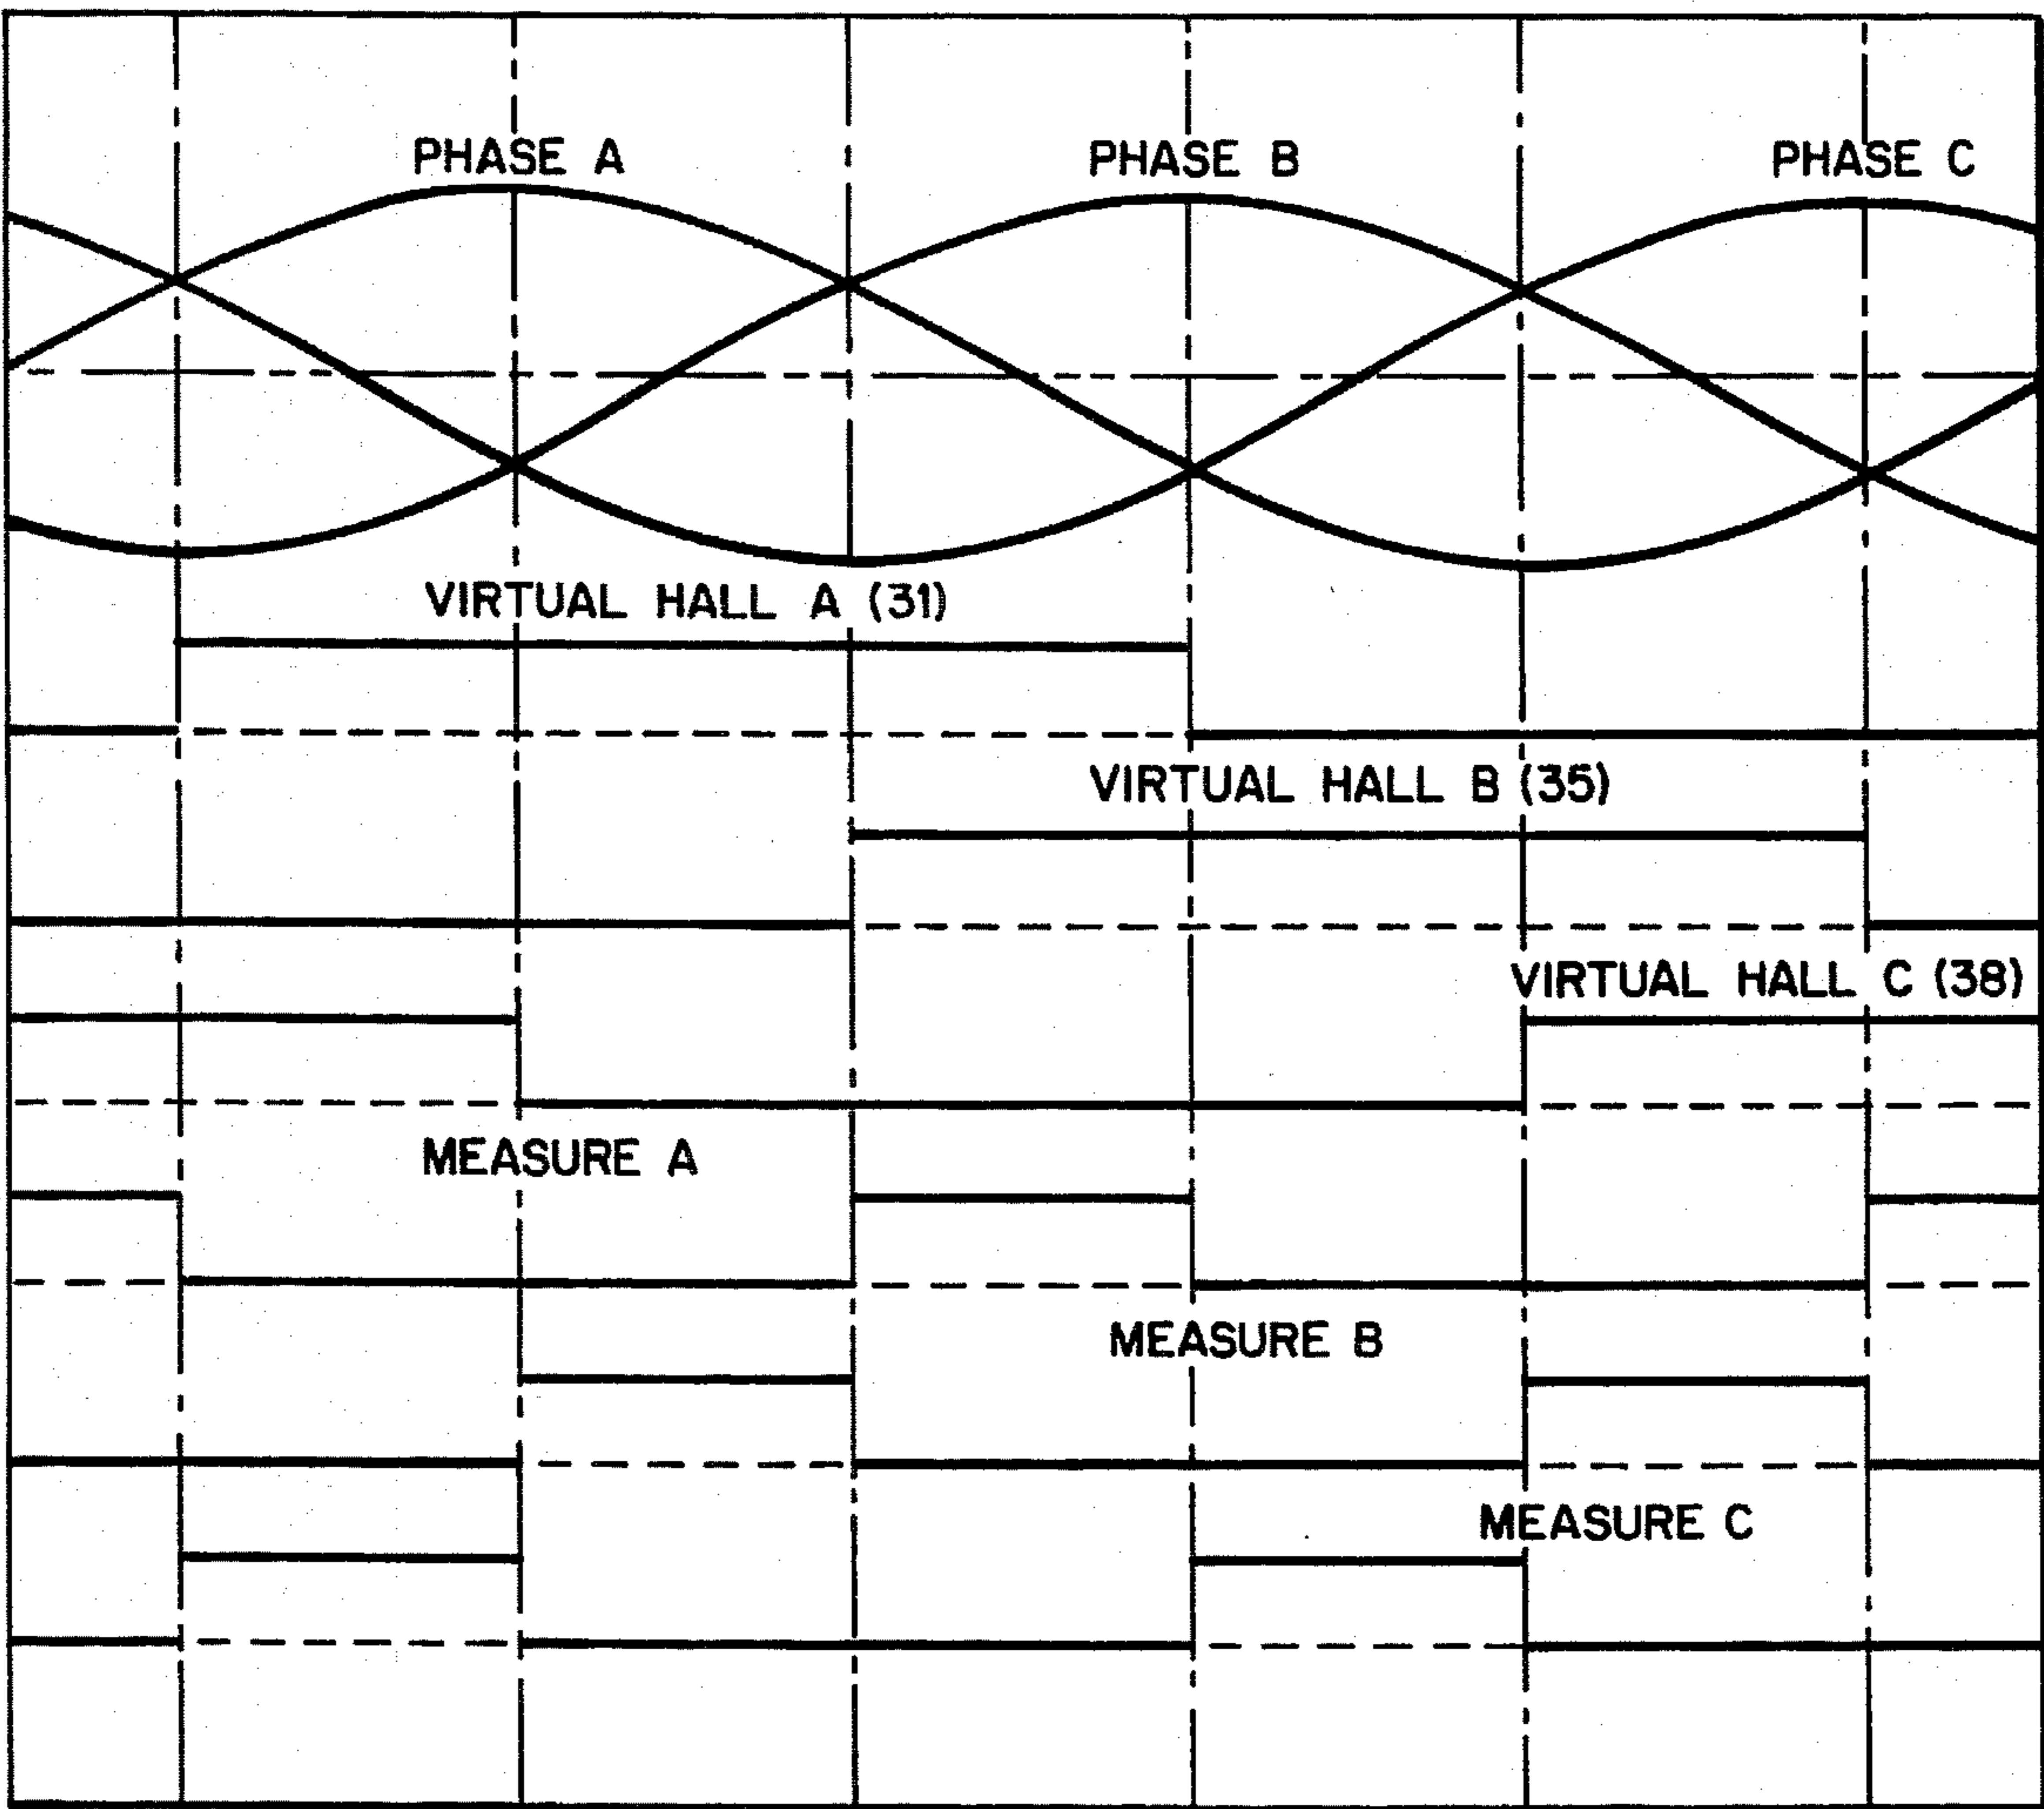 PHASE A
PHASE B
PHASE C
VIRTUAL HALL A (31)
VIRTUAL HALL B (35)
VIRTUAL HALL C (38)
MEASURE A
MEASURE B
MEASURE C